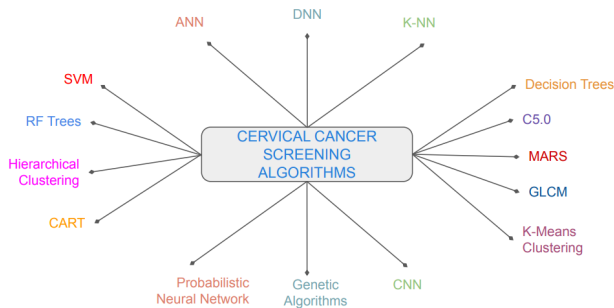 DNN
ANN
K-NN
SVM
Decision Trees
RF Trees
C5.0
CERVICAL CANCER
SCREENING
ALGORITHMS
MARS
Hierarchical
Clustering
GLCM
CART
K-Means
Clustering
Probabilistic
Neural Network
Genetic
Algorithms
CNN